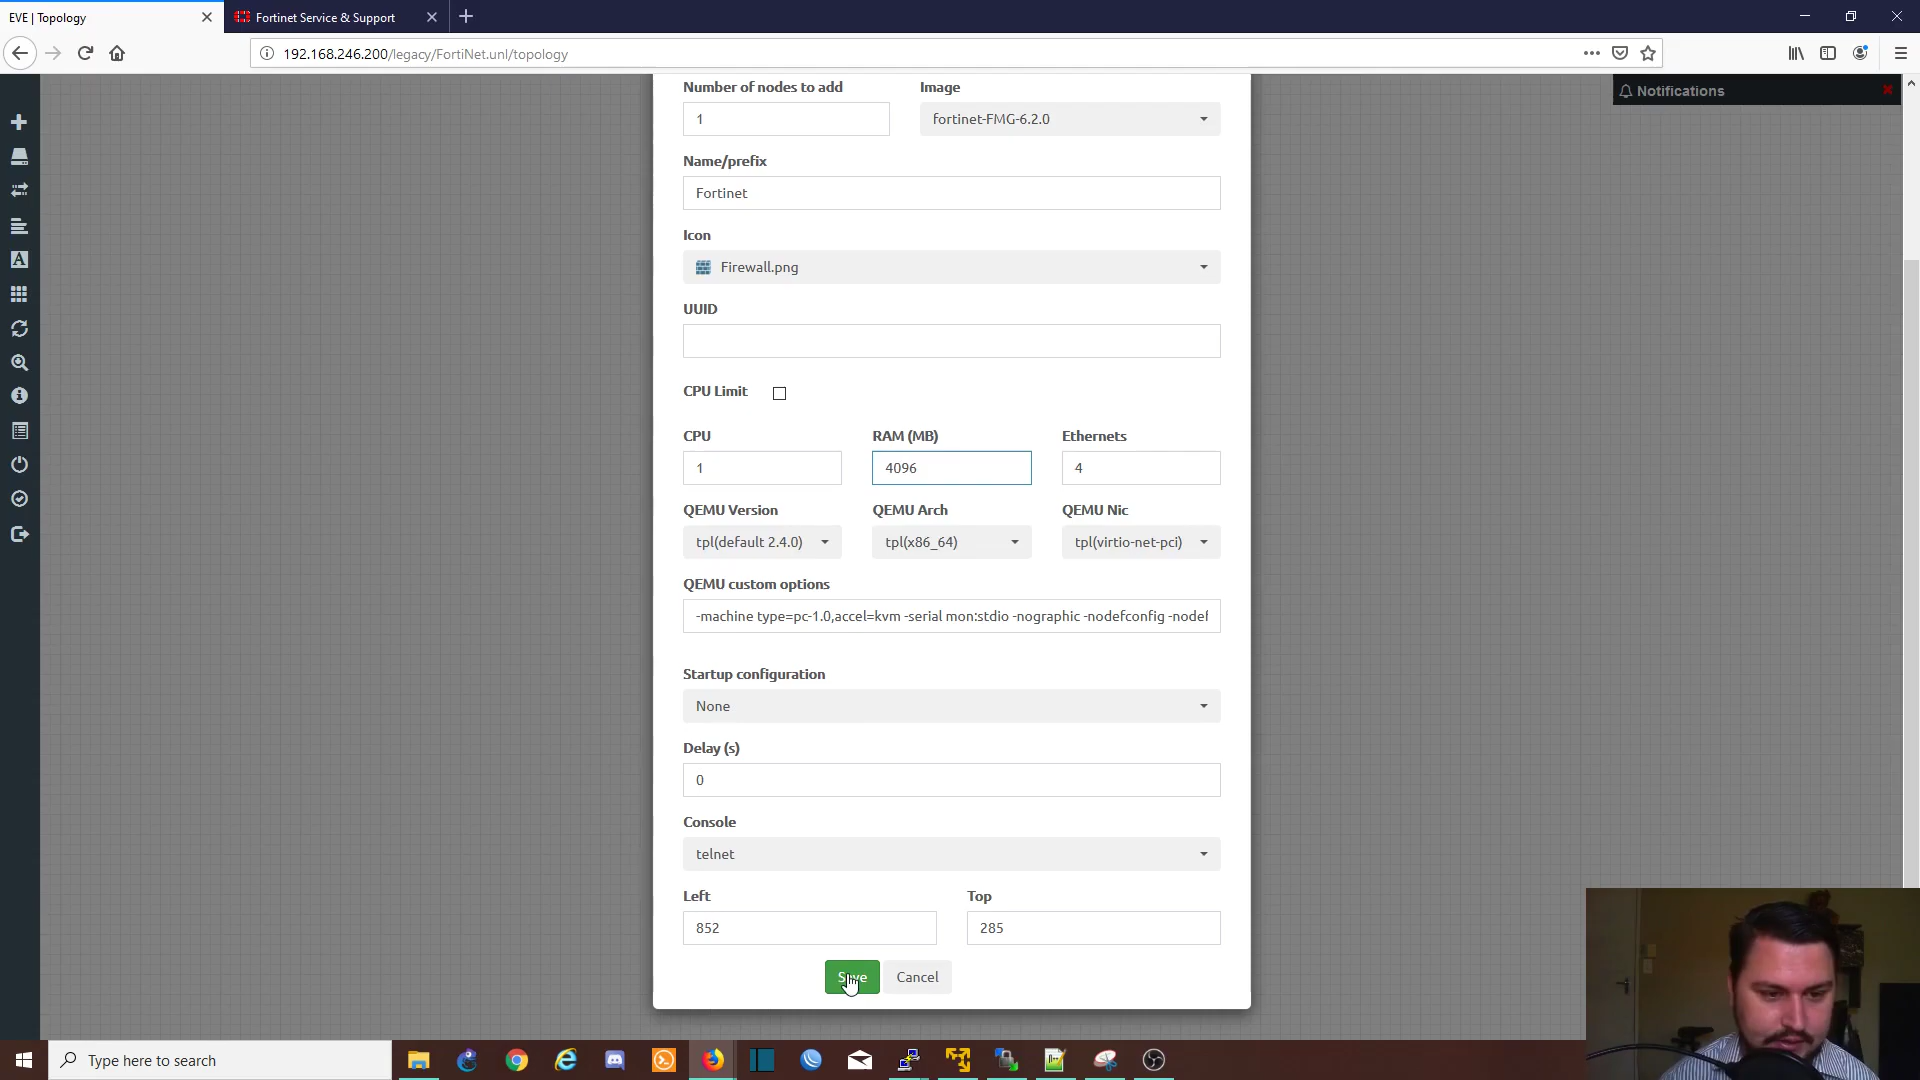 EVE | Topology
Fortinet Service & Support
192.168.246.200/legacy/FortiNet.unl/topology
Notifications
Number of nodes to add
Image
1
fortinet-FMG-6.2.0
Name/prefix
Fortinet
Icon
Firewall.png
UUID
CPU Limit
CPU
RAM (MB)
Ethernets
1
4096
4
QEMU Version
QEMU Arch
QEMU Nic
tpl(default 2.4.0)
tpl(x86_64)
tpl(virtio-net-pci)
QEMU custom options
-machine type=pc-1.0,accel=kvm -serial mon:stdio -nographic -nodefconfig -nodef
Startup configuration
None
Delay (s)
0
Console
telnet
Left
Top
852
285
Save
Cancel
Type here to search